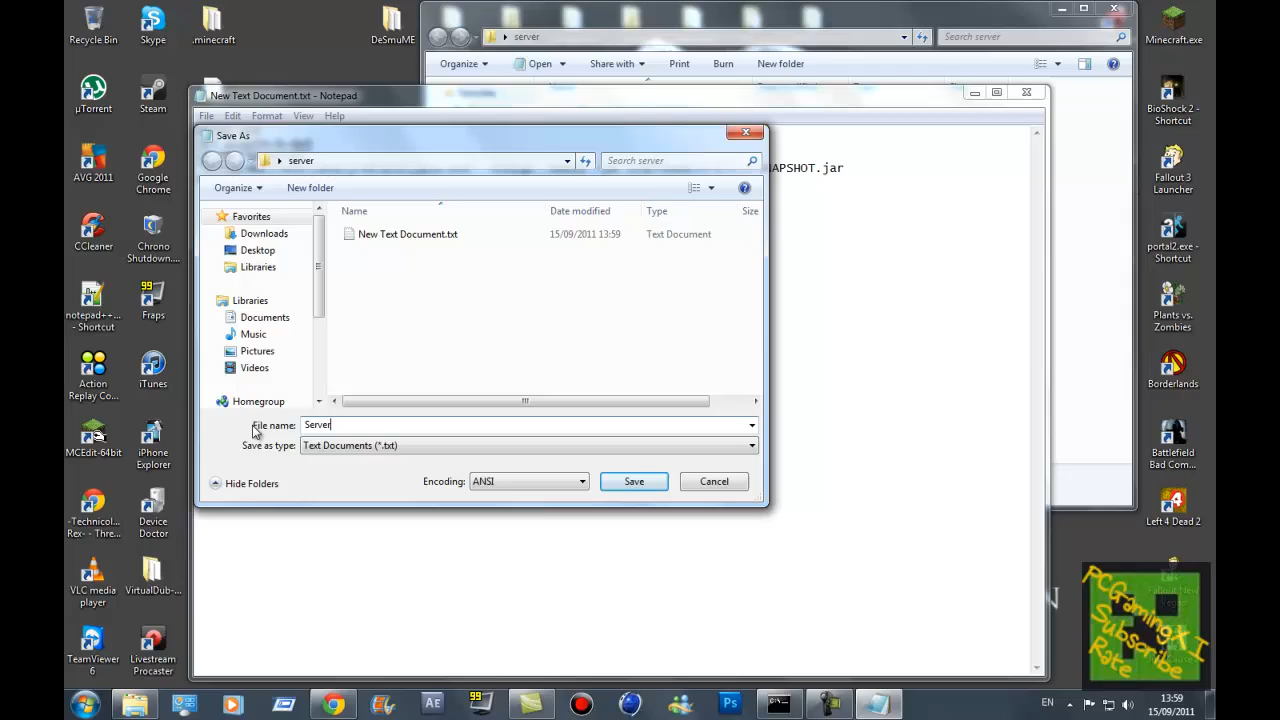 Recycle Bin
Skype
.minecraft
DeSmuME
server
Search server
Minecraft.exe
Organize
Open
Share with
Print
Burn
New folder
µTorrent
Steam
BioShock 2 -
Shortcut
New Text Document.txt - Notepad
File
Edit
Format
View
Help
APSHOT.jar
Save As
server
Search server
Organize
New folder
Name
Date modified
Type
Size
New Text Document.txt
15/09/2011 13:59
Text Document
Favorites
Downloads
Desktop
Libraries
Libraries
Documents
Music
Pictures
Videos
Homegroup
File name:
Server
Save as type:
Text Documents (*.txt)
Hide Folders
Encoding:
ANSI
Save
Cancel
AVG 2011
Google
Chrome
Fallout 3
Launcher
CCleaner
Chrono
Shutdown....
portal2.exe -
Shortcut
notepad++...
- Shortcut
99
Fraps
Plants vs.
Zombies
Action
Replay Co...
iTunes
Borderlands
MCEdit-64bit
iPhone
Explorer
Battlefield
Bad Com...
-Technicol...
Rex- - Thre...
Device
Doctor
4
Left 4 Dead 2
VLC media
player
VirtualDub-...
Fallout New
N
PCGamingXI
Subscribe
Rate
TeamViewer
6
Livestream
Procaster
AE
99
Ps
EN
13:59
15/09/2011